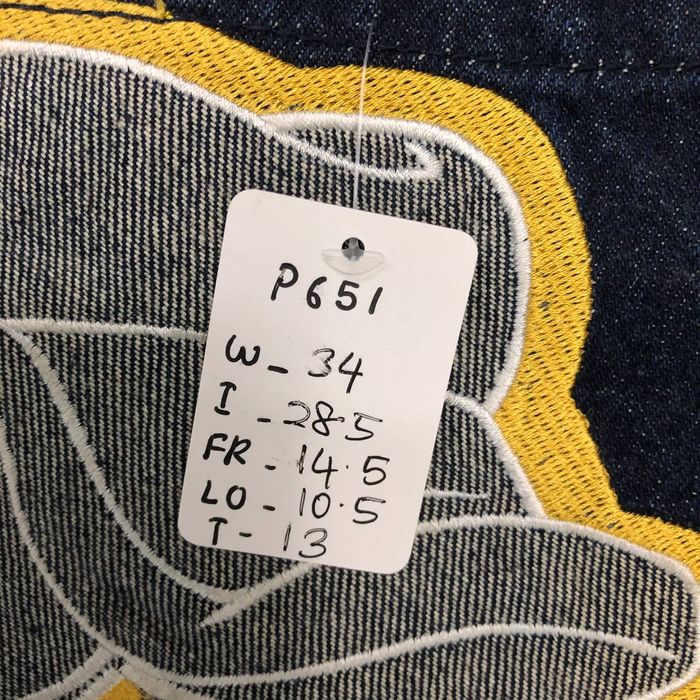 P651
W - 34
I - 28.5
FR - 14.5
LO - 10.5
T - 13